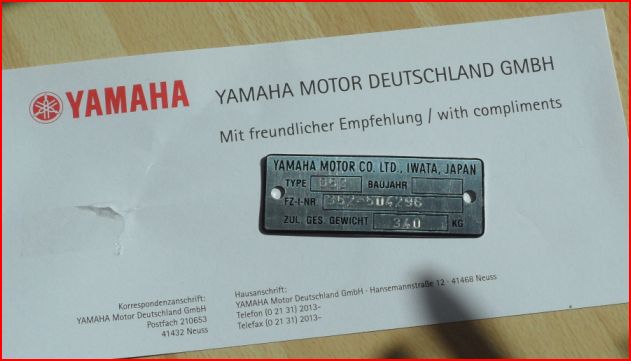 YAMAHA
YAMAHA MOTOR DEUTSCHLAND GMBH
Mit freundlicher Empfehlung / with compliments
YAMAHA MOTOR CO. LTD., IWATA, JAPAN
TYPE BAUJAHR
FZ-I-NR. 352-504296
ZUL. GES. GEWICHT 340 KG
Korrespondenzanschrift:
YAMAHA Motor Deutschland GmbH
Postfach 210653
41432 Neuss
Hausanschrift:
YAMAHA Motor Deutschland GmbH · Hansemannstraße 12 · 41468 Neuss
Telefon (0 21 31) 2013-
Telefax (0 21 31) 2013-